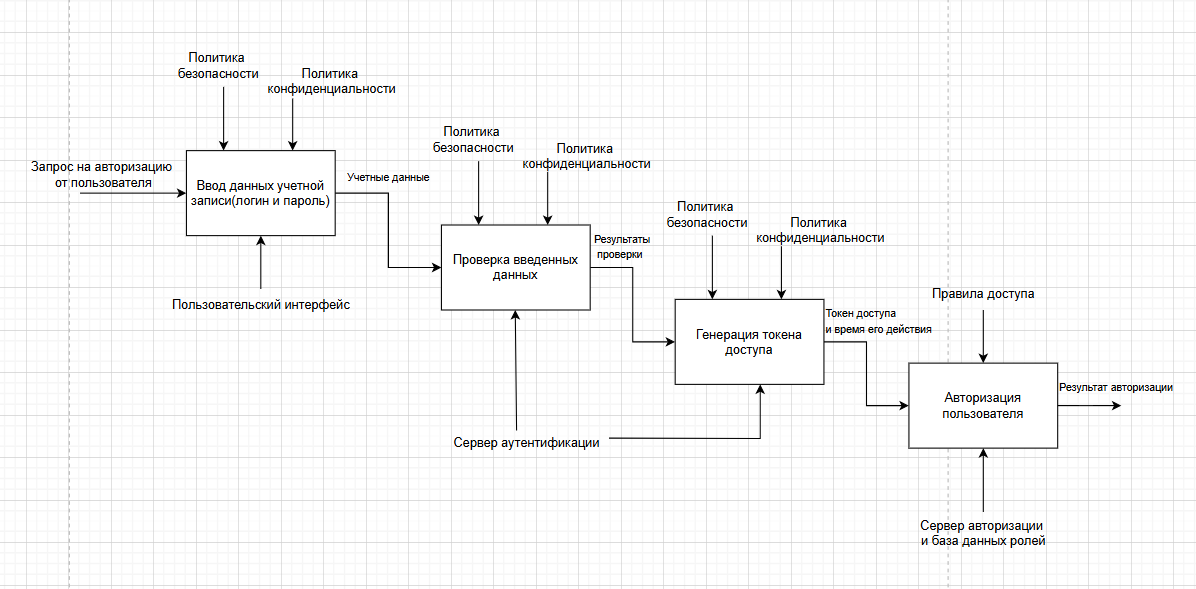 Политика
безопасности
Политика
конфиденциальности
Запрос на авторизацию
от пользователя
Ввод данных учетной
записи(логин и пароль)
Учетные данные
Пользовательский интерфейс
Политика
безопасности
Политика
конфиденциальности
Проверка введенных
данных
Результаты
проверки
Сервер аутентификации
Политика
безопасности
Политика
конфиденциальности
Генерация токена
доступа
Токен доступа
и время его действия
Правила доступа
Авторизация
пользователя
Результат авторизации
Сервер авторизации
и база данных ролей